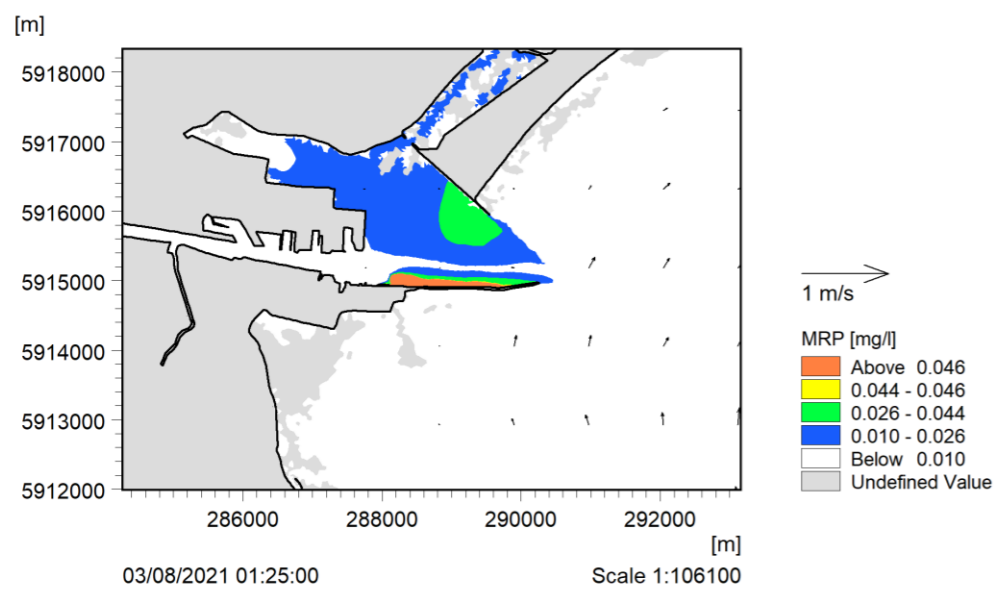 [m]
5918000
5917000
5916000
5915000
5914000
5913000
5912000
286000 288000 290000 292000
[m]
03/08/2021 01:25:00 Scale 1:106100
1 m/s
MRP [mg/l]
Above 0.046
0.044 - 0.046
0.026 - 0.044
0.010 - 0.026
Below 0.010
Undefined Value